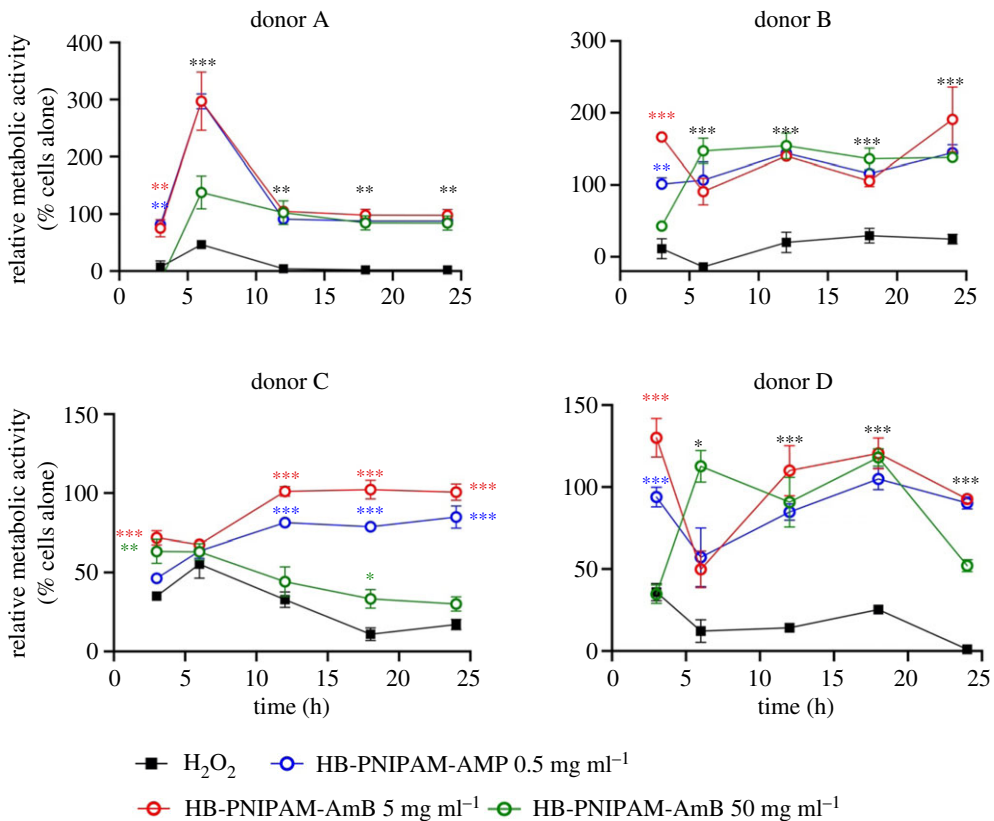 donor A
donor B
relative metabolic activity
(% cells alone)
400
300
200
100
0
0 5 10 15 20 25
***
**
**
**
**
**
300
200
100
0
0 5 10 15 20 25
***
**
***
***
***
***
donor C
donor D
relative metabolic activity
(% cells alone)
150
100
50
0
0 5 10 15 20 25
time (h)
***
**
***
***
***
***
*
***
***
150
100
50
0
0 5 10 15 20 25
time (h)
***
***
*
***
***
***
H₂O₂
HB-PNIPAM-AMP 0.5 mg ml⁻¹
HB-PNIPAM-AmB 5 mg ml⁻¹
HB-PNIPAM-AmB 50 mg ml⁻¹